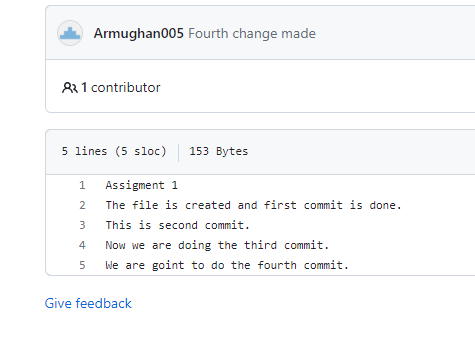 Armughan005 Fourth change made
1 contributor
5 lines (5 sloc) 153 Bytes
1 Assigment 1
2 The file is created and first commit is done.
3 This is second commit.
4 Now we are doing the third commit.
5 We are goint to do the fourth commit.
Give feedback